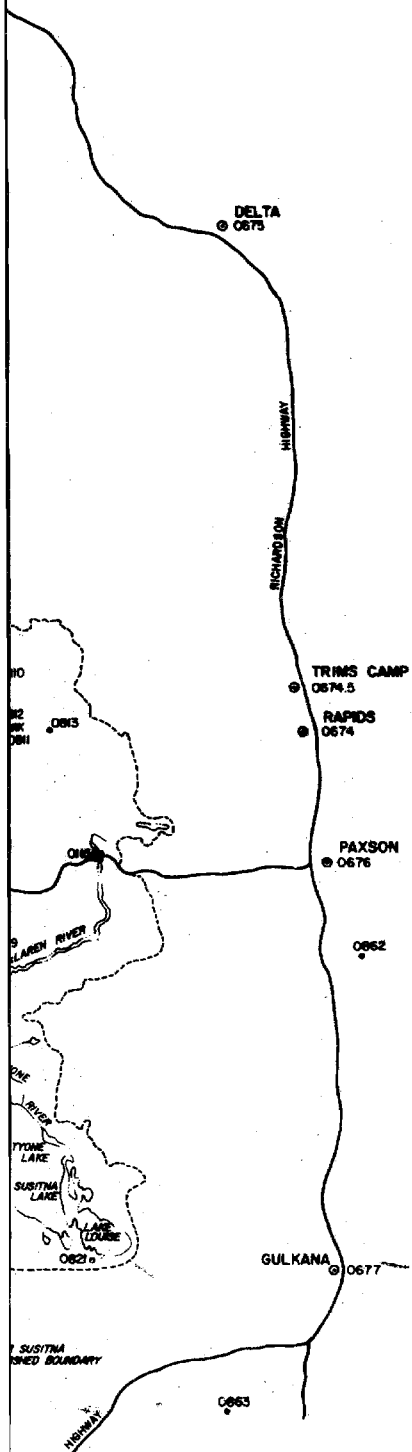 DELTA
0675
HIGHWAY
RICHARDSON
TRIMS CAMP
0674.5
RAPIDS
0674
0813
PAXSON
0676
LAREN RIVER
0862
RIVER
TYONE
LAKE
SUSITNA
LAKE
LAKE
LOUISE
0821
GULKANA
0677
SUSITNA
SHED BOUNDARY
0863
HIGHWAY